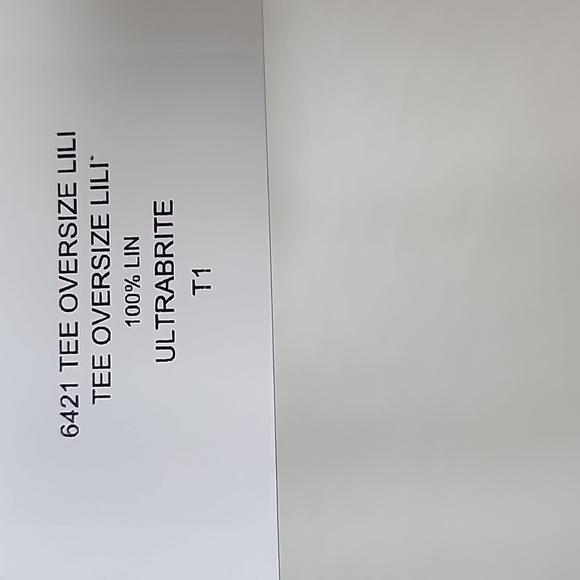 6421 TEE OVERSIZE LILI
TEE OVERSIZE LILI
100% LIN
ULTRABRITE
T1